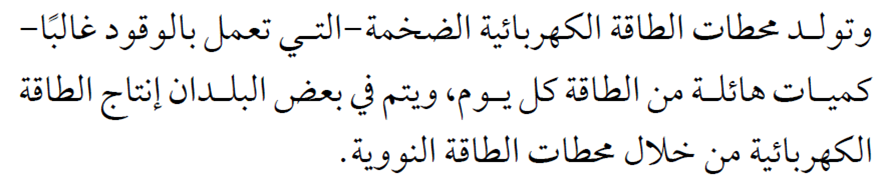 وتولد محطات الطاقة الكهربائية الضخمة -التي تعمل بالوقود غالبًا-
كميات هائلة من الطاقة كل يوم، ويتم في بعض البلدان إنتاج الطاقة
الكهربائية من خلال محطات الطاقة النووية.